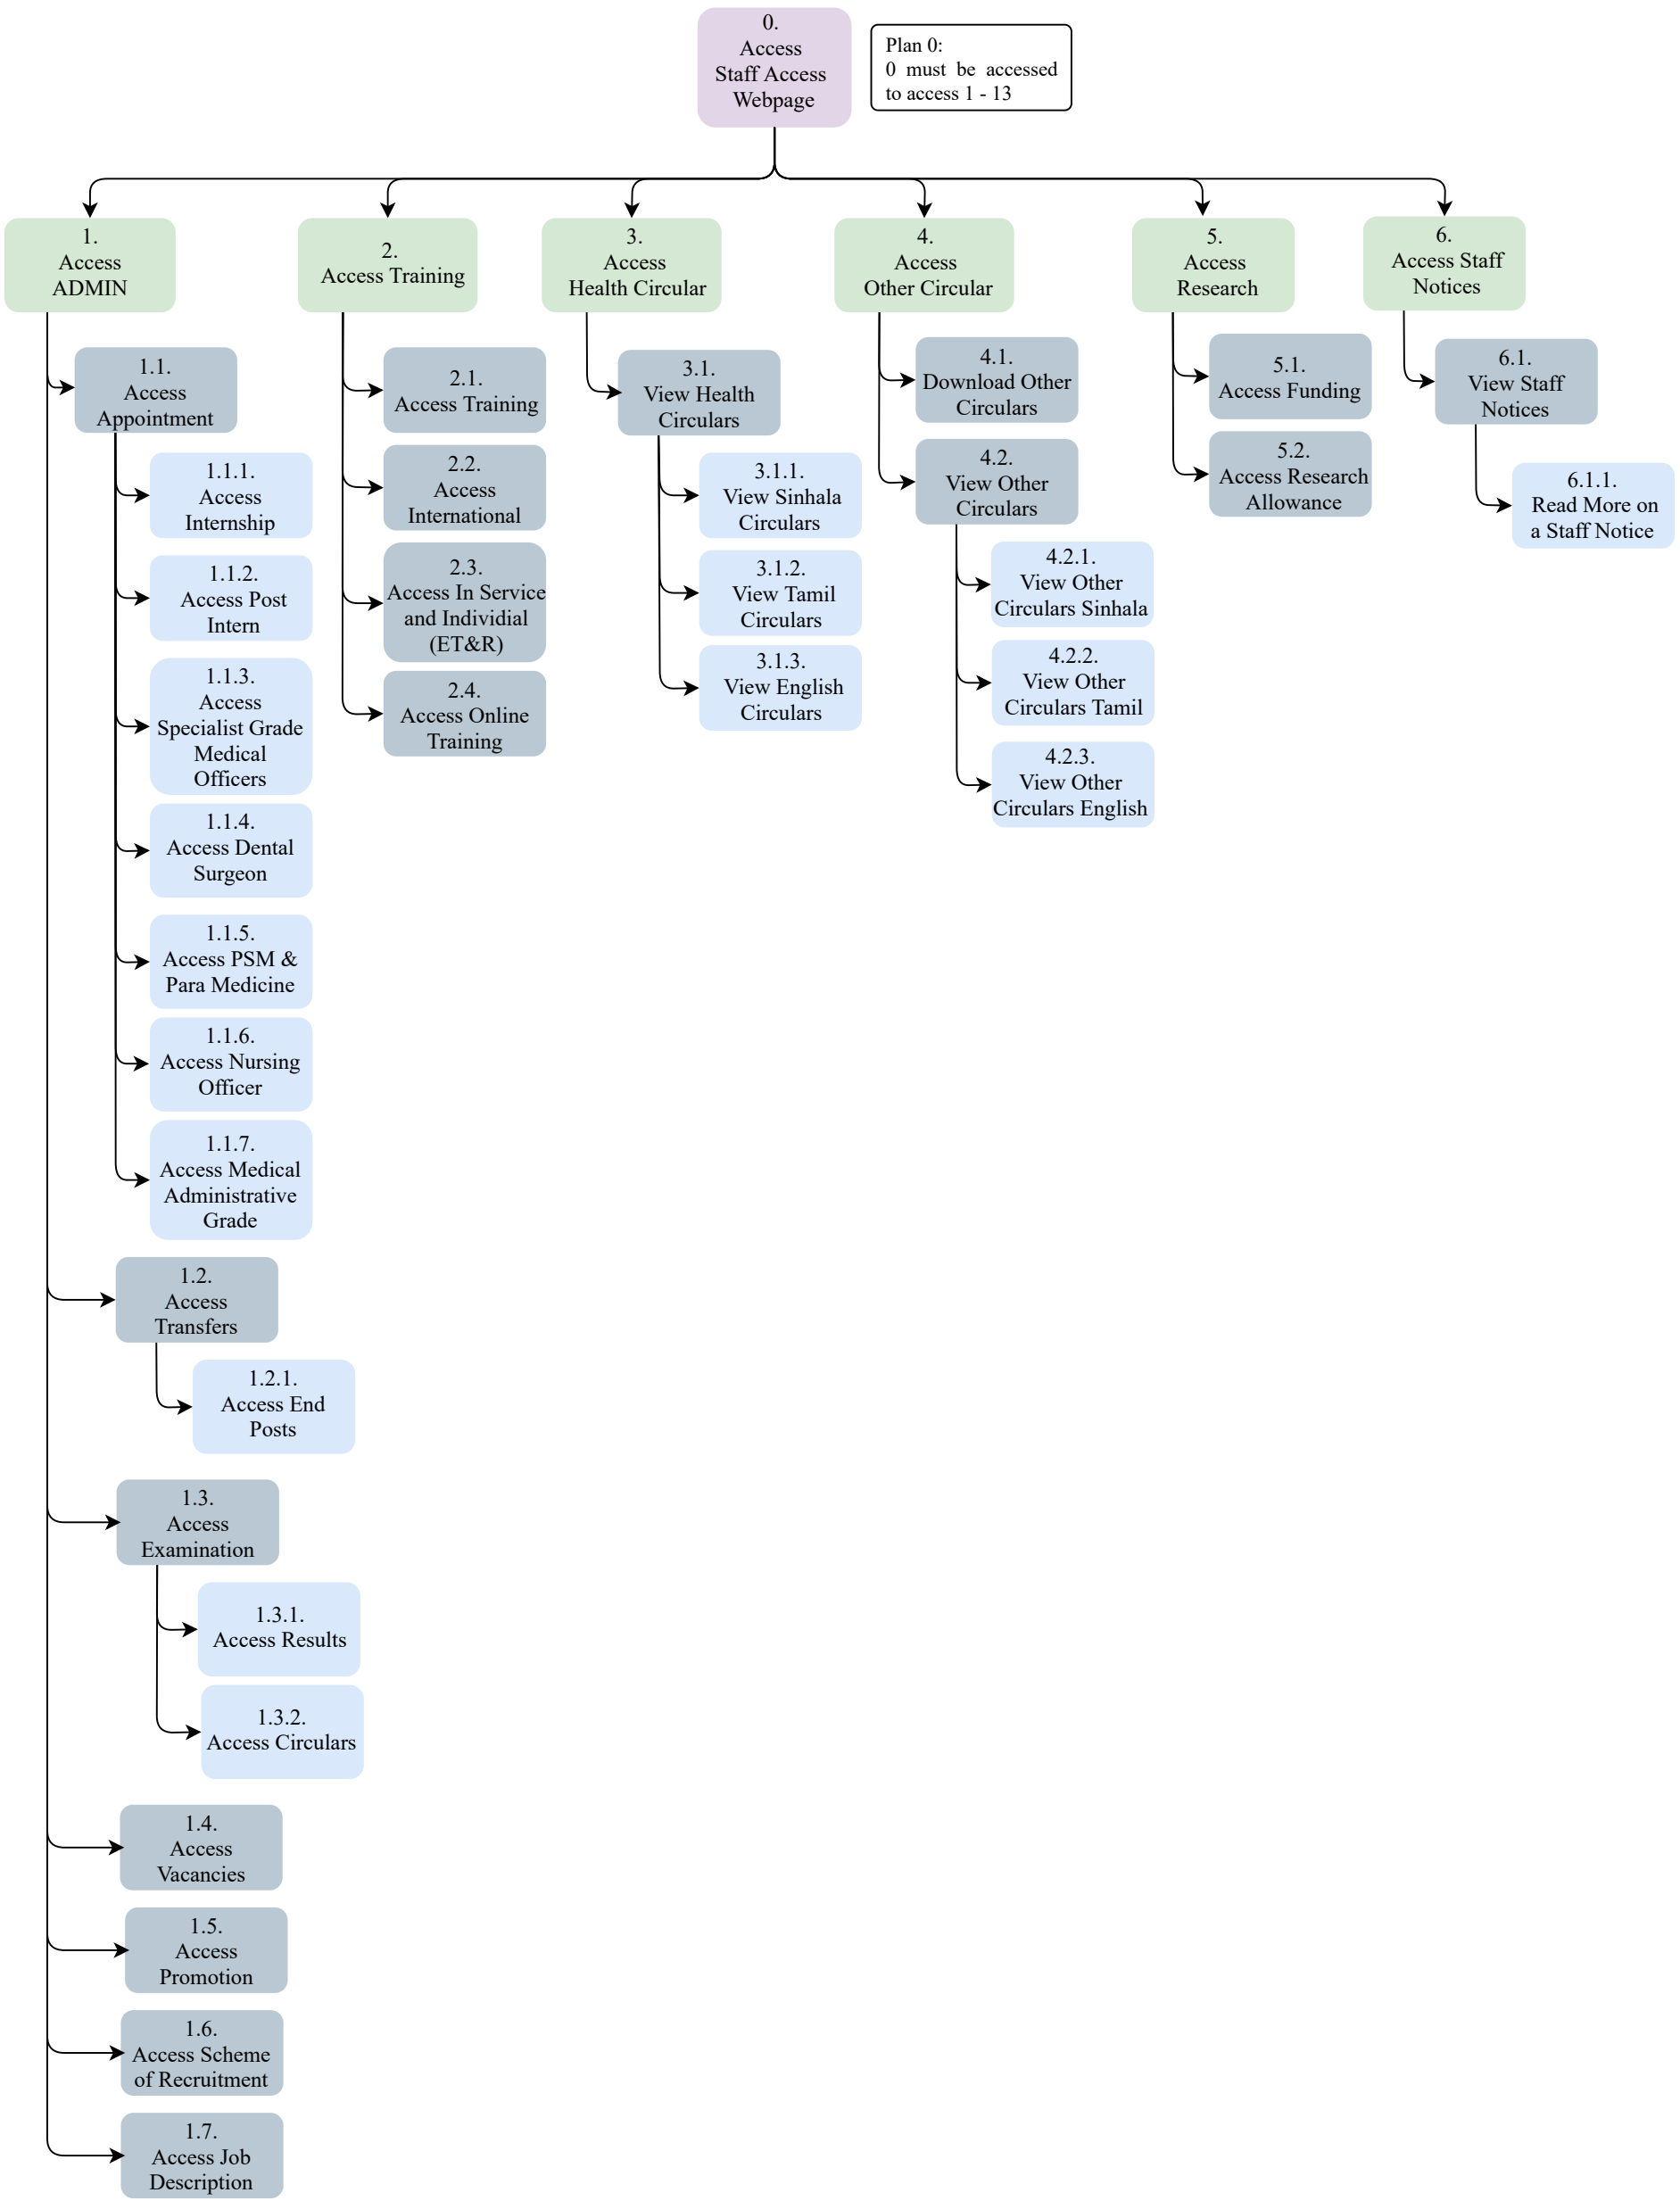 0.
Access
Staff Access
Webpage
Plan 0:
0 must be accessed
to access 1 - 13
1.
Access
ADMIN
2.
Access Training
3.
Access
Health Circular
4.
Access
Other Circular
5.
Access
Research
6.
Access Staff
Notices
1.1.
Access
Appointment
1.1.1.
Access
Internship
1.1.2.
Access Post
Intern
1.1.3.
Access
Specialist Grade
Medical
Officers
1.1.4.
Access Dental
Surgeon
1.1.5.
Access PSM &
Para Medicine
1.1.6.
Access Nursing
Officer
1.1.7.
Access Medical
Administrative
Grade
1.2.
Access
Transfers
1.2.1.
Access End
Posts
1.3.
Access
Examination
1.3.1.
Access Results
1.3.2.
Access Circulars
1.4.
Access
Vacancies
1.5.
Access
Promotion
1.6.
Access Scheme
of Recruitment
1.7.
Access Job
Description
2.1.
Access Training
2.2.
Access
International
2.3.
Access In Service
and Individial
(ET&R)
2.4.
Access Online
Training
3.1.
View Health
Circulars
3.1.1.
View Sinhala
Circulars
3.1.2.
View Tamil
Circulars
3.1.3.
View English
Circulars
4.1.
Download Other
Circulars
4.2.
View Other
Circulars
4.2.1.
View Other
Circulars Sinhala
4.2.2.
View Other
Circulars Tamil
4.2.3.
View Other
Circulars English
5.1.
Access Funding
5.2.
Access Research
Allowance
6.1.
View Staff
Notices
6.1.1.
Read More on
a Staff Notice